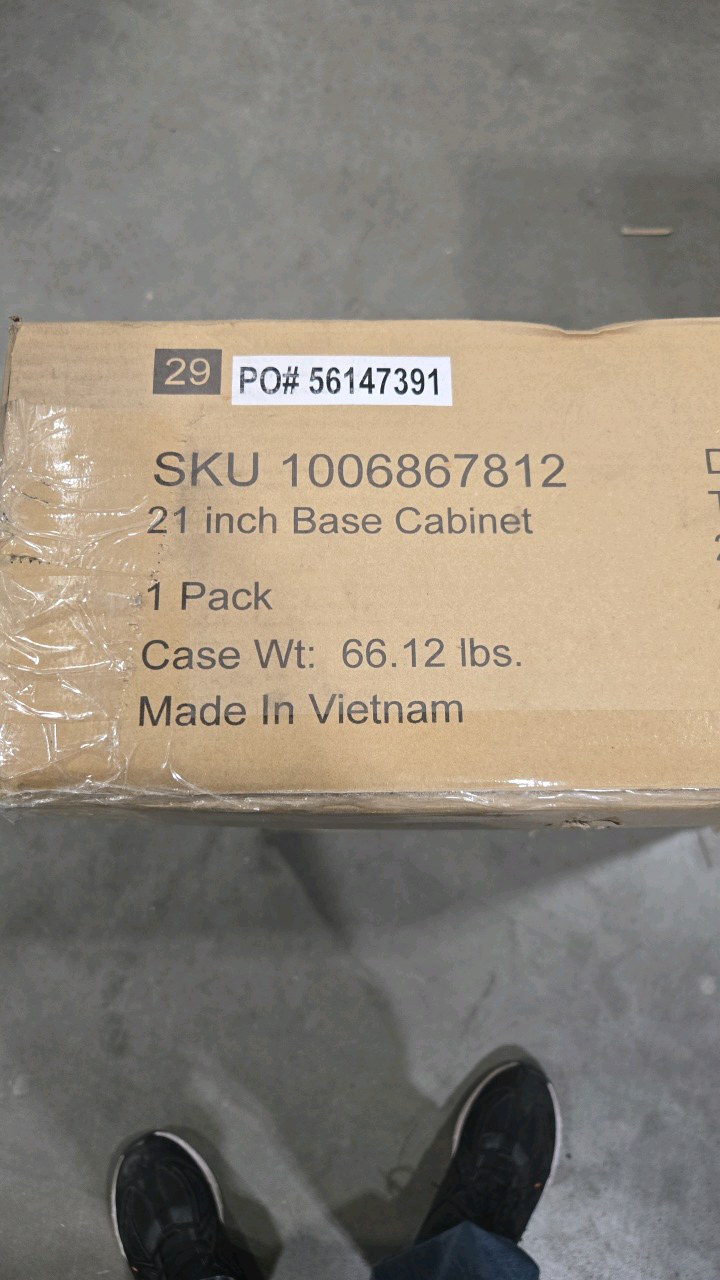 29
PO# 56147391
SKU 1006867812
21 inch Base Cabinet
1 Pack
Case Wt: 66.12 lbs.
Made In Vietnam